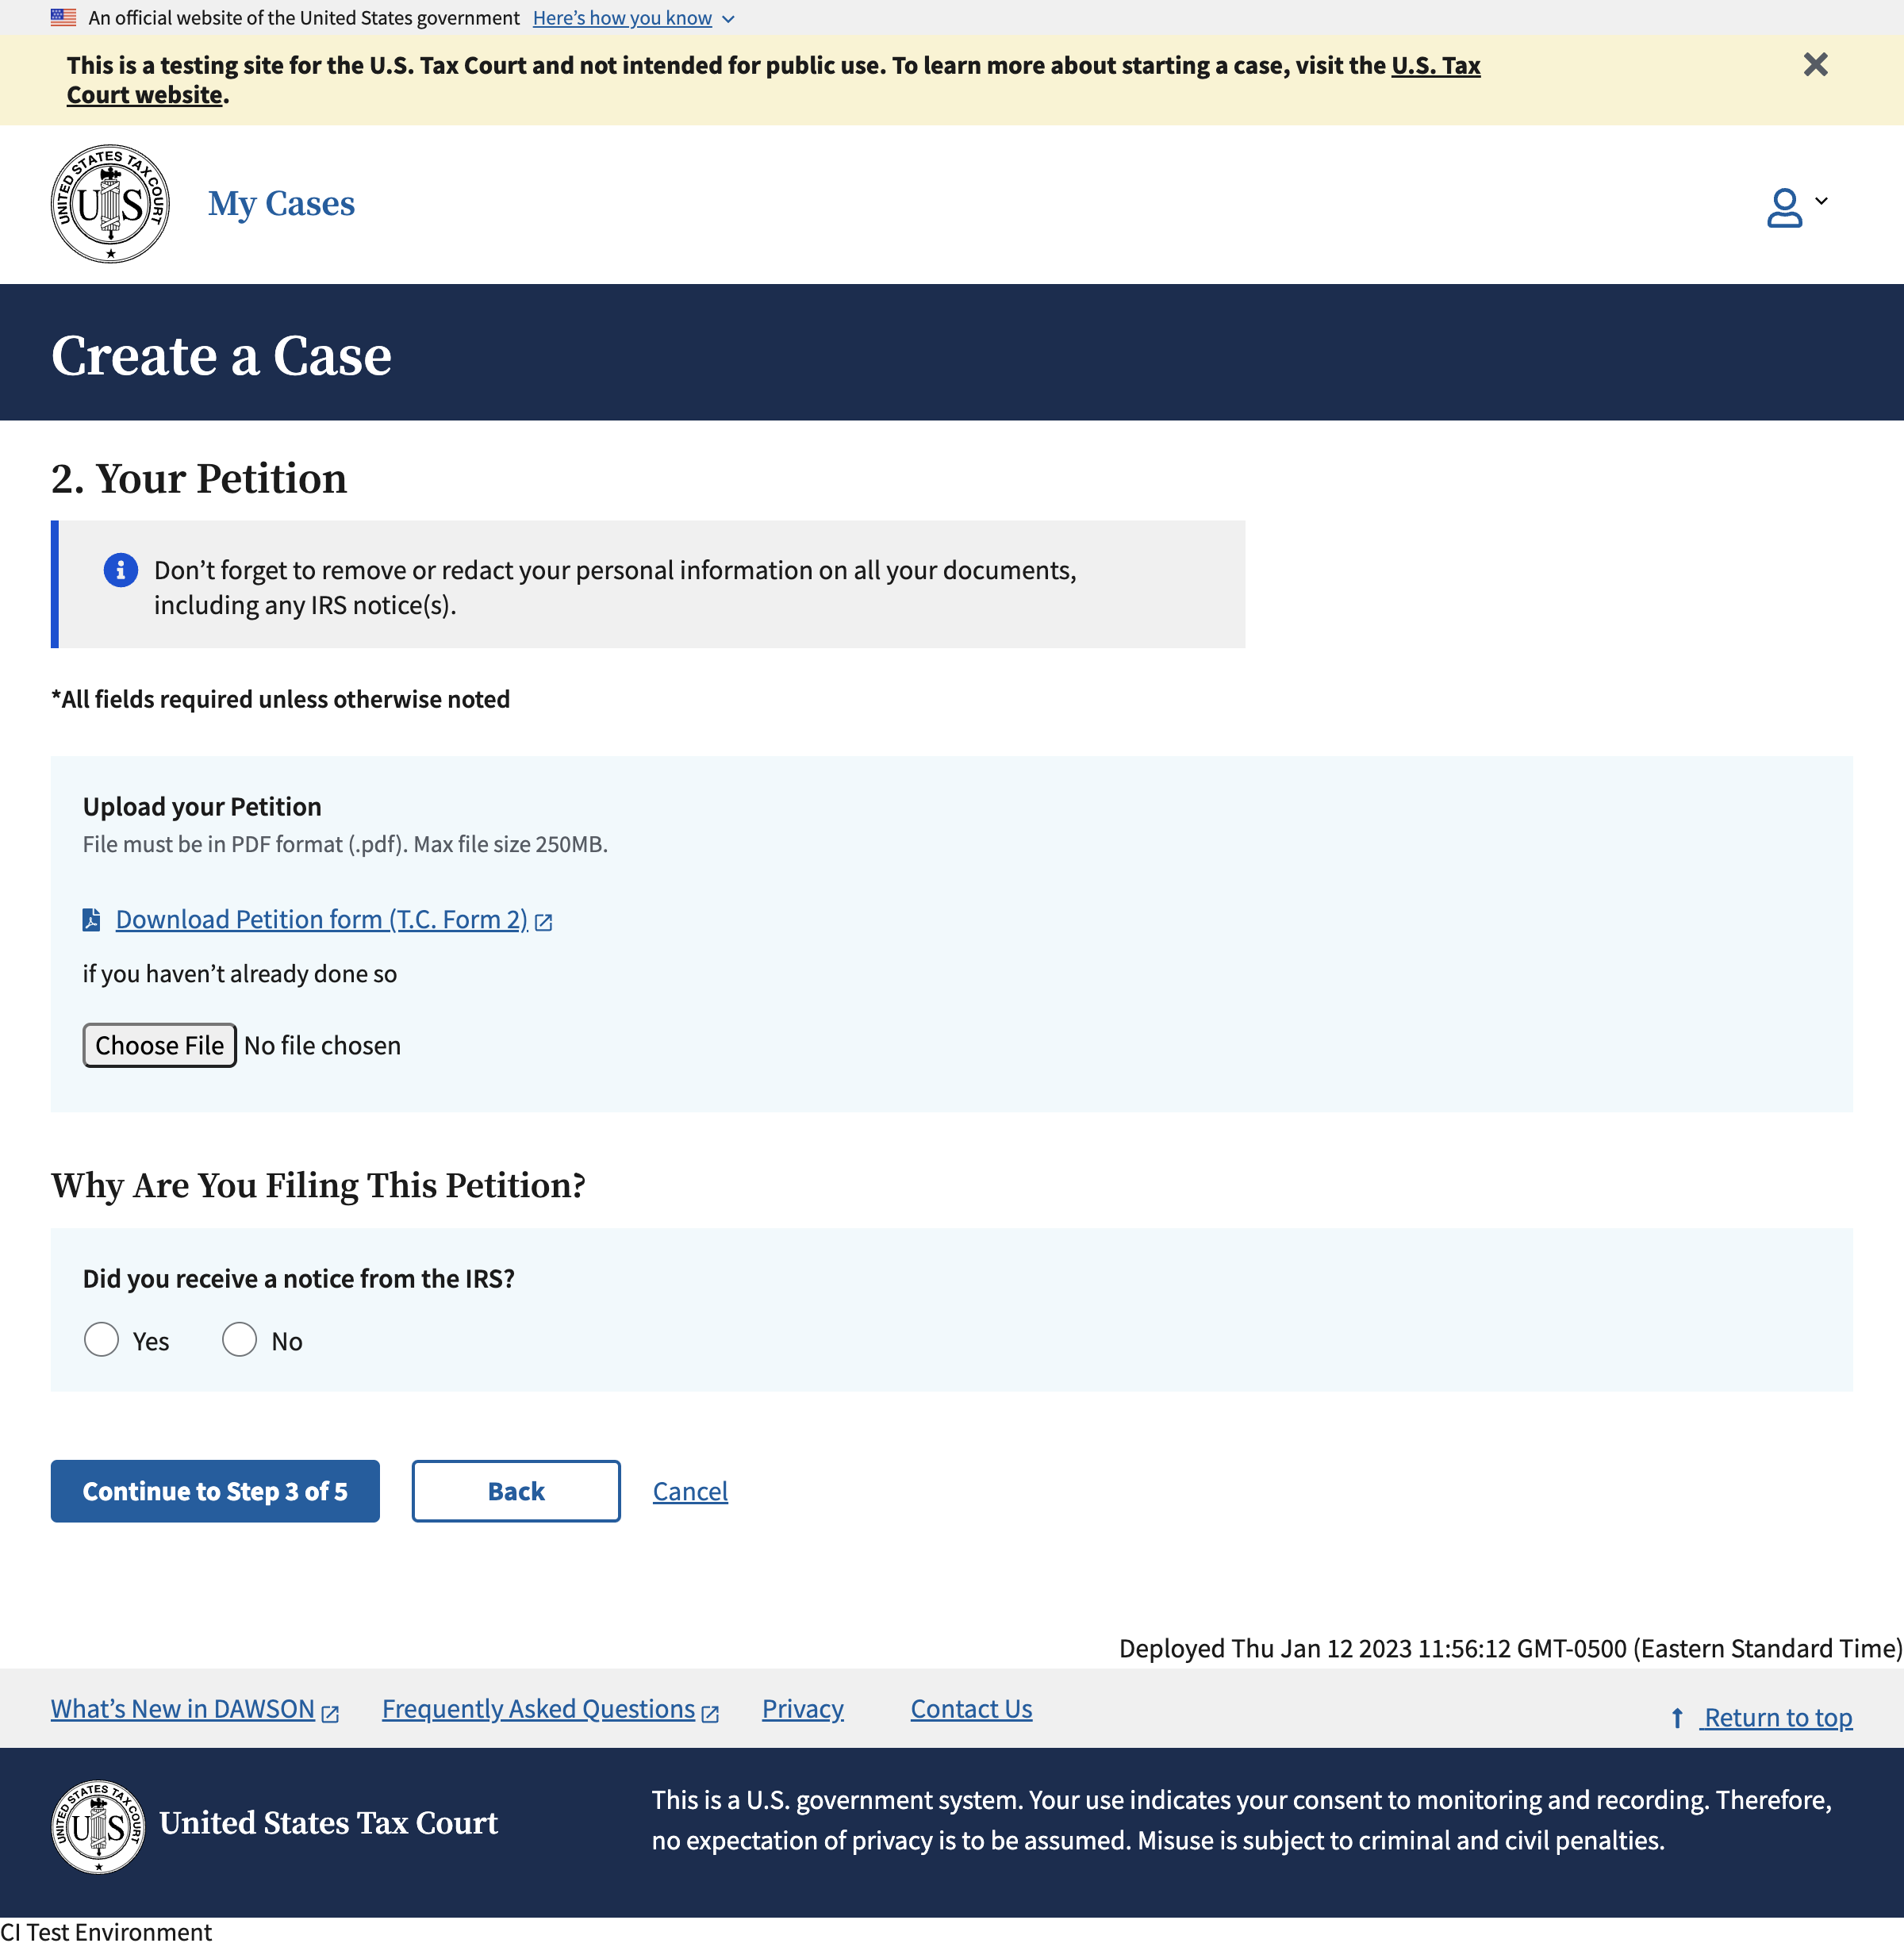 An official website of the United States government Here’s how you know
This is a testing site for the U.S. Tax Court and not intended for public use. To learn more about starting a case, visit the U.S. Tax
Court website.
UNITED STATES TAX COURT
US
My Cases
Create a Case
2. Your Petition
Don’t forget to remove or redact your personal information on all your documents,
including any IRS notice(s).
*All fields required unless otherwise noted
Upload your Petition
File must be in PDF format (.pdf). Max file size 250MB.
Download Petition form (T.C. Form 2)
if you haven’t already done so
Choose File No file chosen
Why Are You Filing This Petition?
Did you receive a notice from the IRS?
Yes No
Continue to Step 3 of 5 Back Cancel
Deployed Thu Jan 12 2023 11:56:12 GMT-0500 (Eastern Standard Time)
What’s New in DAWSON Frequently Asked Questions Privacy Contact Us Return to top
UNITED STATES TAX COURT
US
United States Tax Court
This is a U.S. government system. Your use indicates your consent to monitoring and recording. Therefore,
no expectation of privacy is to be assumed. Misuse is subject to criminal and civil penalties.
CI Test Environment